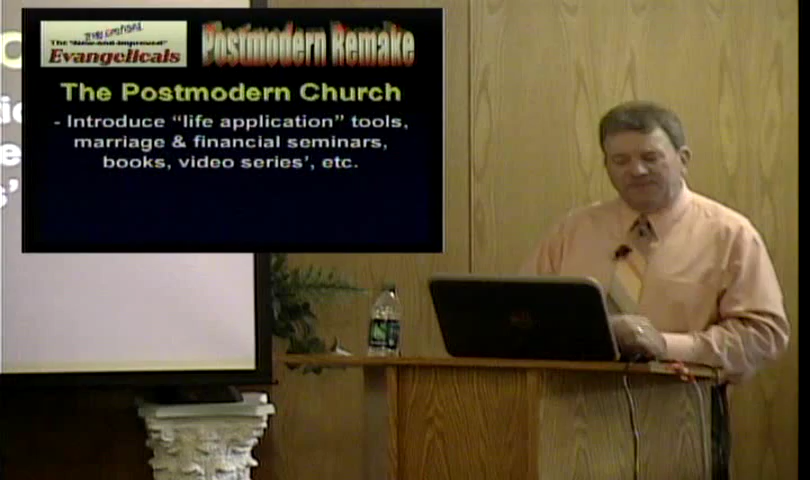 The "New-and-Improved"
Evangelicals
Postmodern Remake
The Postmodern Church
- Introduce "life application" tools,
marriage & financial seminars,
books, video series', etc.